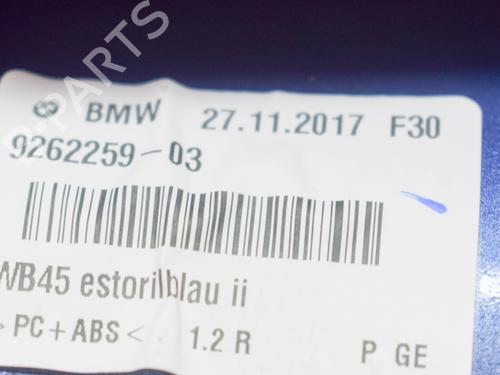 B-PARTS
BMW 27.11.2017 F30
9262259-03
WB45 estorilblau ii
>PC+ABS< 1.2 R P GE